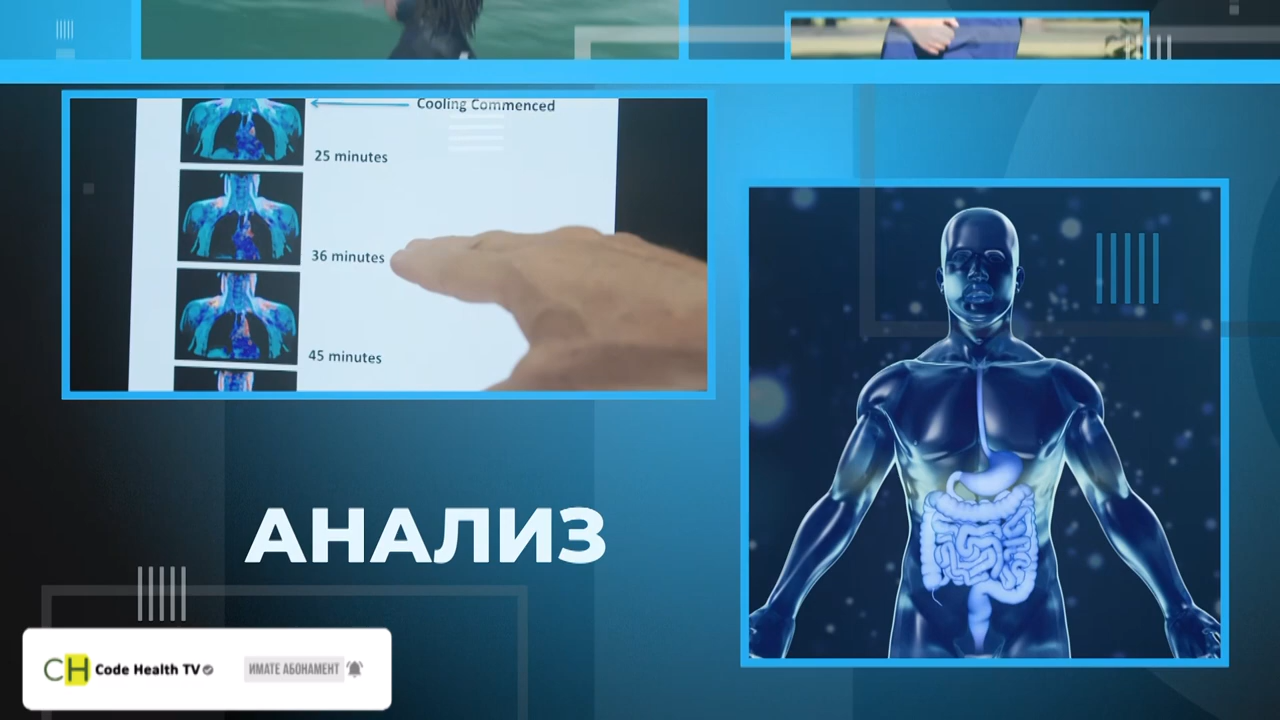 Cooling Commenced
25 minutes
36 minutes
45 minutes
АНАЛИЗ
CH Code Health TV
ИМАТЕ АБОНАМЕНТ